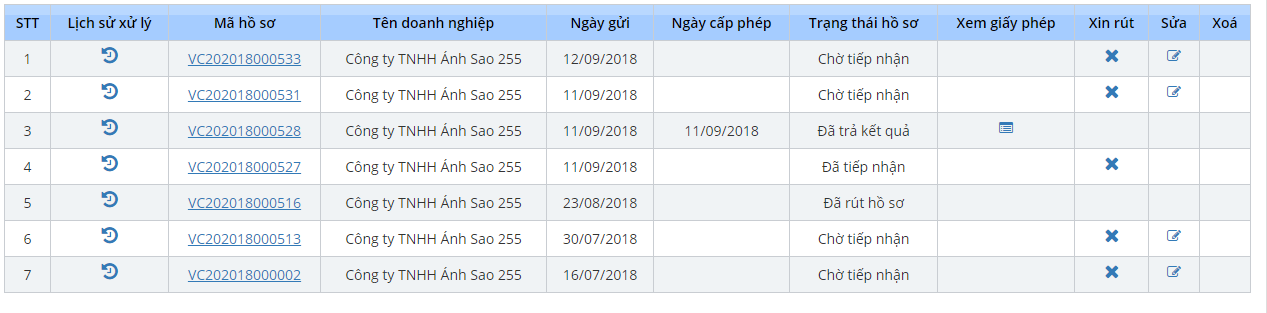 STT Lịch sử xử lý Mã hồ sơ Tên doanh nghiệp Ngày gửi Ngày cấp phép Trạng thái hồ sơ Xem giấy phép Xin rút Sửa Xoá
1 VC202018000533 Công ty TNHH Ánh Sao 255 12/09/2018 Chờ tiếp nhận
2 VC202018000531 Công ty TNHH Ánh Sao 255 11/09/2018 Chờ tiếp nhận
3 VC202018000528 Công ty TNHH Ánh Sao 255 11/09/2018 11/09/2018 Đã trả kết quả
4 VC202018000527 Công ty TNHH Ánh Sao 255 11/09/2018 Đã tiếp nhận
5 VC202018000516 Công ty TNHH Ánh Sao 255 23/08/2018 Đã rút hồ sơ
6 VC202018000513 Công ty TNHH Ánh Sao 255 30/07/2018 Chờ tiếp nhận
7 VC202018000002 Công ty TNHH Ánh Sao 255 16/07/2018 Chờ tiếp nhận